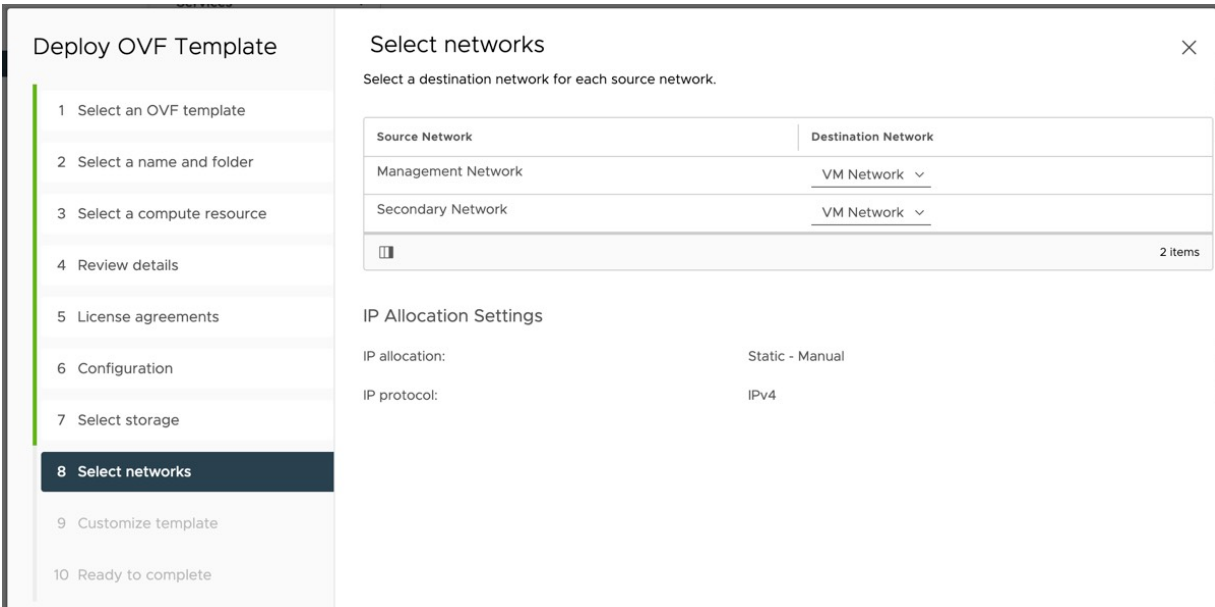 Deploy OVF Template
1 Select an OVF template
2 Select a name and folder
3 Select a compute resource
4 Review details
5 License agreements
6 Configuration
7 Select storage
8 Select networks
9 Customize template
10 Ready to complete
Select networks
Select a destination network for each source network.
Source Network Destination Network
Management Network VM Network
Secondary Network VM Network
2 items
IP Allocation Settings
IP allocation: Static - Manual
IP protocol: IPv4